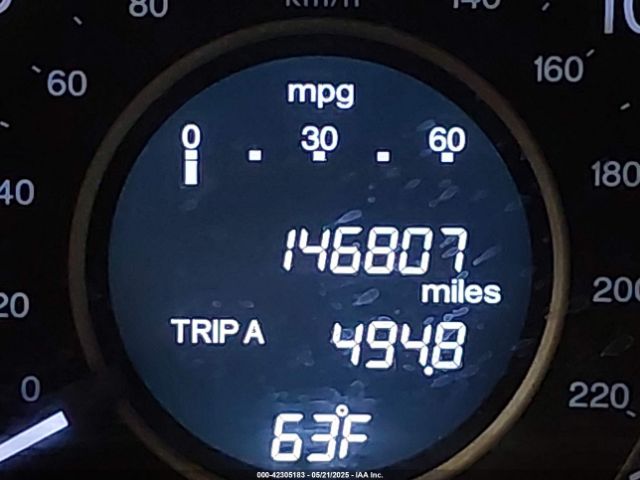 80 km/h 140
60 160
mpg
0 30 60
40 180
146807
miles
20 200
TRIP A 494.8
0 220
63°F
000-42305183 - 05/21/2025 - IAA Inc.